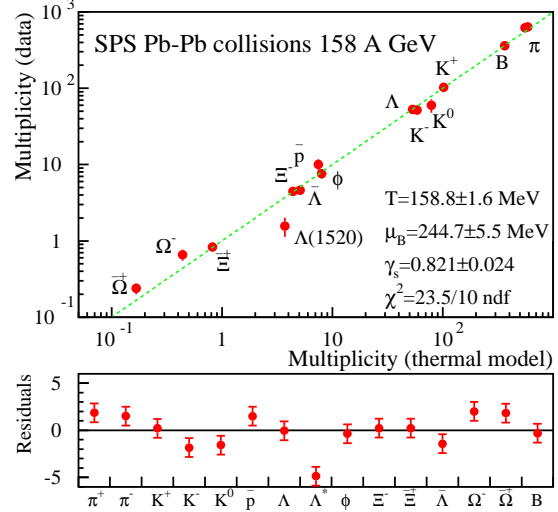 SPS Pb-Pb collisions 158 A GeV
Multiplicity (data)
10³
10²
10
1
10⁻¹
π
B
K⁺
K⁰
K⁻
Λ
p̄
φ
Ξ⁻
Λ̄
Λ(1520)
Ω⁻
Ξ̄⁺
Ω̄⁺
T=158.8±1.6 MeV
μ_B=244.7±5.5 MeV
γ_s=0.821±0.024
χ²=23.5/10 ndf
10⁻¹ 1 10 10²
Multiplicity (thermal model)
Residuals
5
0
-5
π⁺ π⁻ K⁺ K⁻ K⁰ p̄ Λ Λ* φ Ξ⁻ Ξ̄⁺ Λ̄ Ω⁻ Ω̄⁺ B